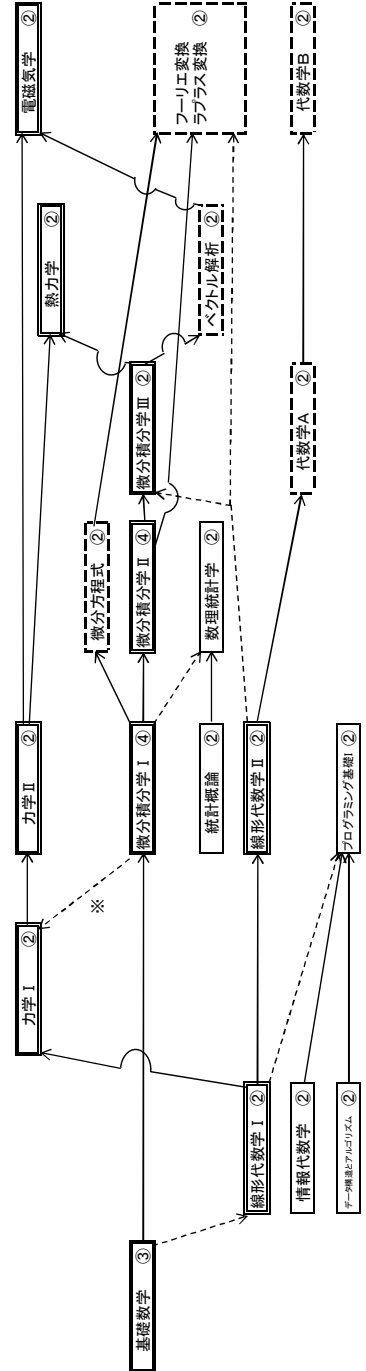 基礎数学 ③
線形代数学Ⅰ ②
情報代数学 ②
データ構造とアルゴリズム ②
力学Ⅰ ②
※
力学Ⅱ ②
微分積分学Ⅰ ④
統計概論 ②
線形代数学Ⅱ ②
プログラミング基礎Ⅰ ②
微分方程式 ②
微分積分学Ⅱ ④
数理統計学 ②
微分積分学Ⅲ ②
代数学A ②
熱力学 ②
ベクトル解析 ②
電磁気学 ②
フーリエ変換 ②
ラプラス変換
代数学B ②